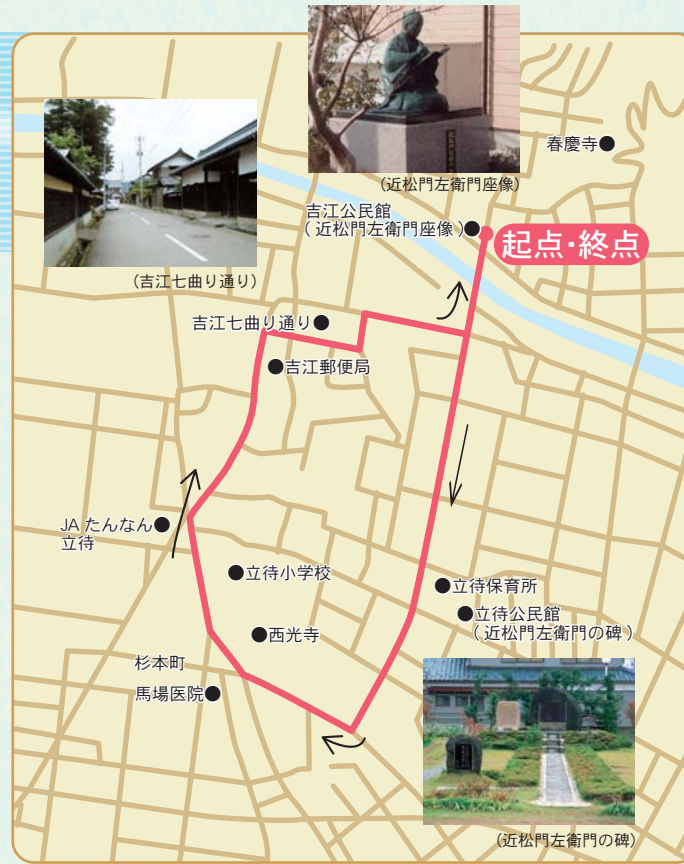 (近松門左衛門座像)
春慶寺
吉江公民館
(近松門左衛門座像)
起点・終点
(吉江七曲り通り)
吉江七曲り通り
吉江郵便局
JAたんなん
立待
立待小学校
立待保育所
立待公民館
(近松門左衛門の碑)
西光寺
杉本町
馬場医院
(近松門左衛門の碑)